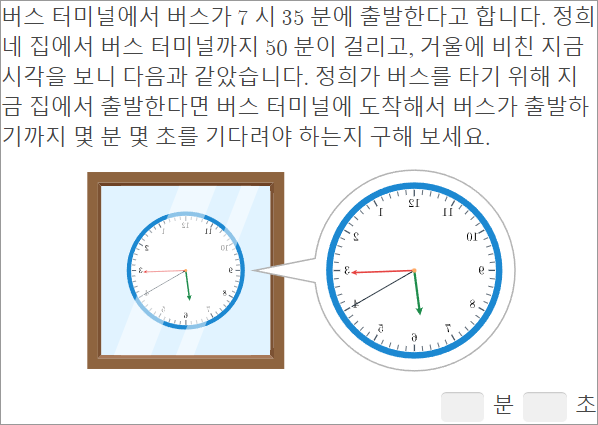 버스 터미널에서 버스가 7 시 35 분에 출발한다고 합니다. 정희
네 집에서 버스 터미널까지 50 분이 걸리고, 거울에 비친 지금
시각을 보니 다음과 같았습니다. 정희가 버스를 타기 위해 지
금 집에서 출발한다면 버스 터미널에 도착해서 버스가 출발하
기까지 몇 분 몇 초를 기다려야 하는지 구해 보세요.
12
1 11
2 10
3 9
4 8
5 7
6
12
1 11
2 10
3 9
4 8
5 7
6
분 초